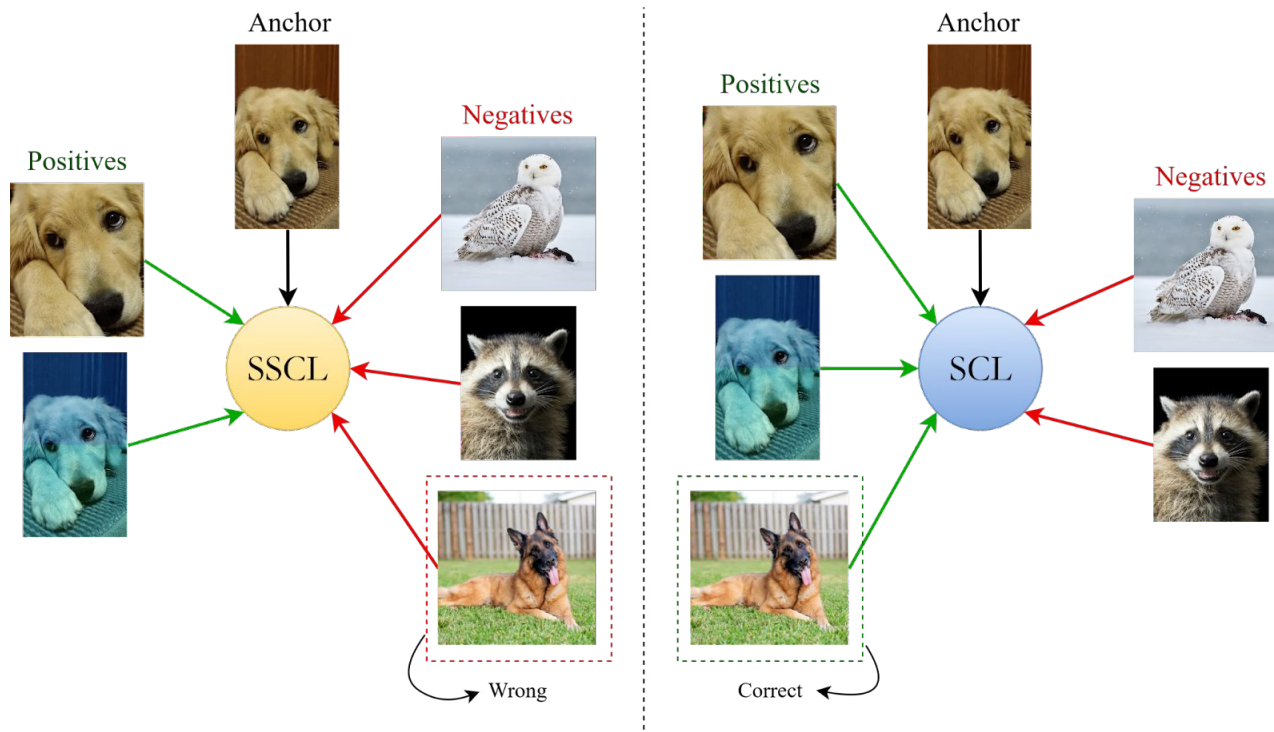 Anchor
Positives
Negatives
SSCL
Wrong
Anchor
Positives
Negatives
SCL
Correct